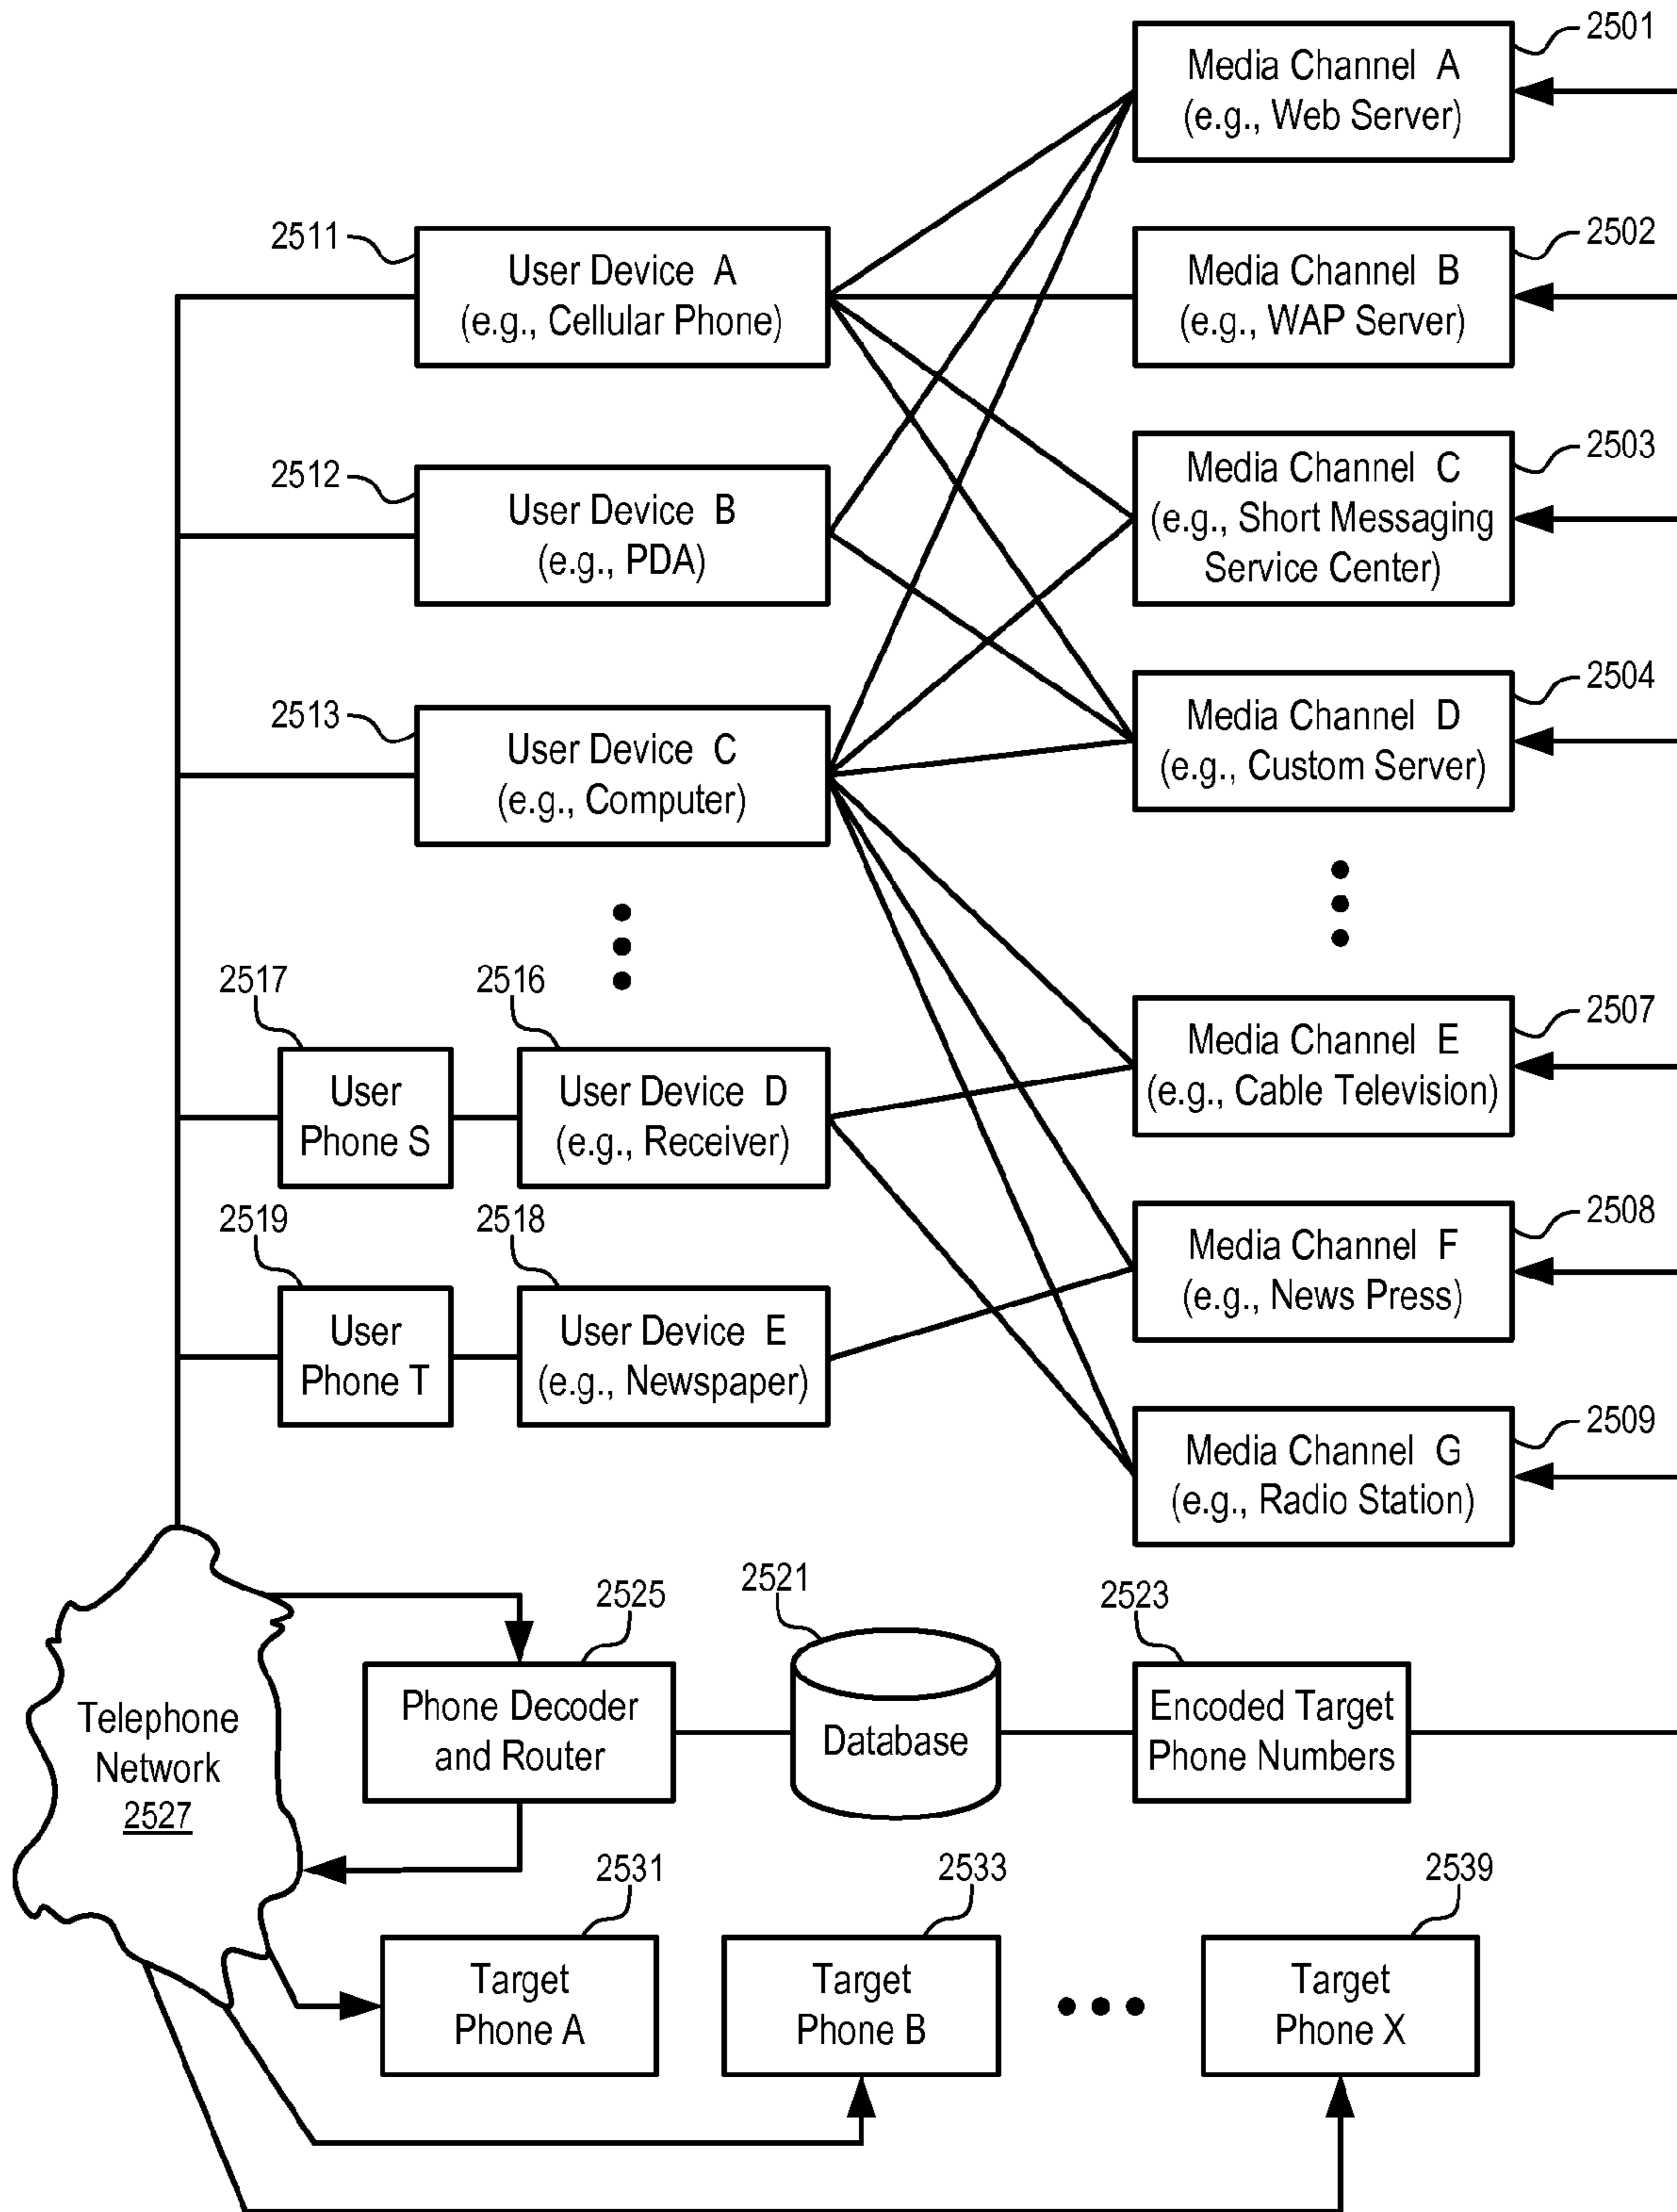 2501
Media Channel A
(e.g., Web Server)
2511
User Device A
(e.g., Cellular Phone)
2502
Media Channel B
(e.g., WAP Server)
2512
User Device B
(e.g., PDA)
2503
Media Channel C
(e.g., Short Messaging
Service Center)
2513
User Device C
(e.g., Computer)
2504
Media Channel D
(e.g., Custom Server)
2517
User
Phone S
2516
User Device D
(e.g., Receiver)
2507
Media Channel E
(e.g., Cable Television)
2519
User
Phone T
2518
User Device E
(e.g., Newspaper)
2508
Media Channel F
(e.g., News Press)
2509
Media Channel G
(e.g., Radio Station)
Telephone
Network
2527
2525
Phone Decoder
and Router
2521
Database
2523
Encoded Target
Phone Numbers
2531
Target
Phone A
2533
Target
Phone B
2539
Target
Phone X